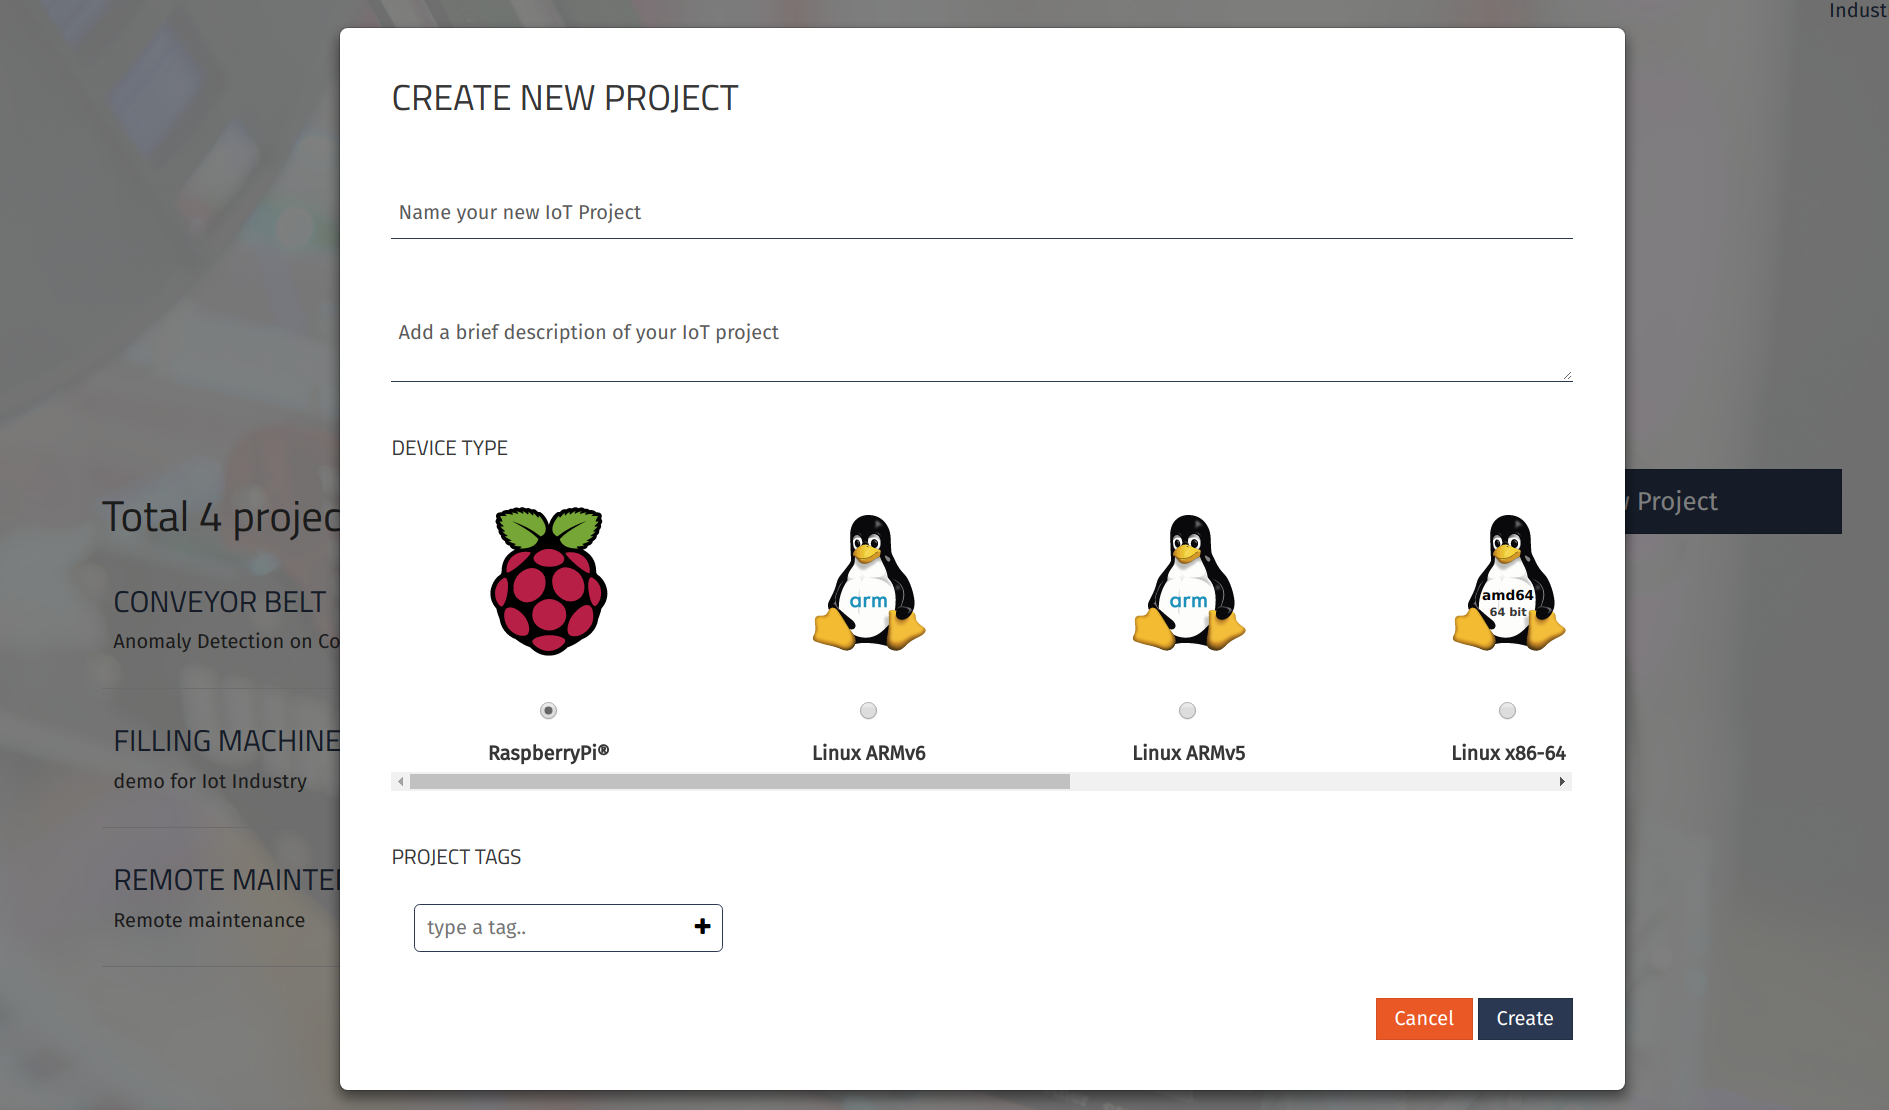 Indust
CREATE NEW PROJECT
Name your new IoT Project
Add a brief description of your IoT project
DEVICE TYPE
Total 4 projec
Project
arm
arm
amd64
64 bit
CONVEYOR BELT
Anomaly Detection on Co
RaspberryPi®
Linux ARMv6
Linux ARMv5
Linux x86-64
FILLING MACHINE
demo for Iot Industry
PROJECT TAGS
REMOTE MAINTE
Remote maintenance
type a tag..
Cancel
Create